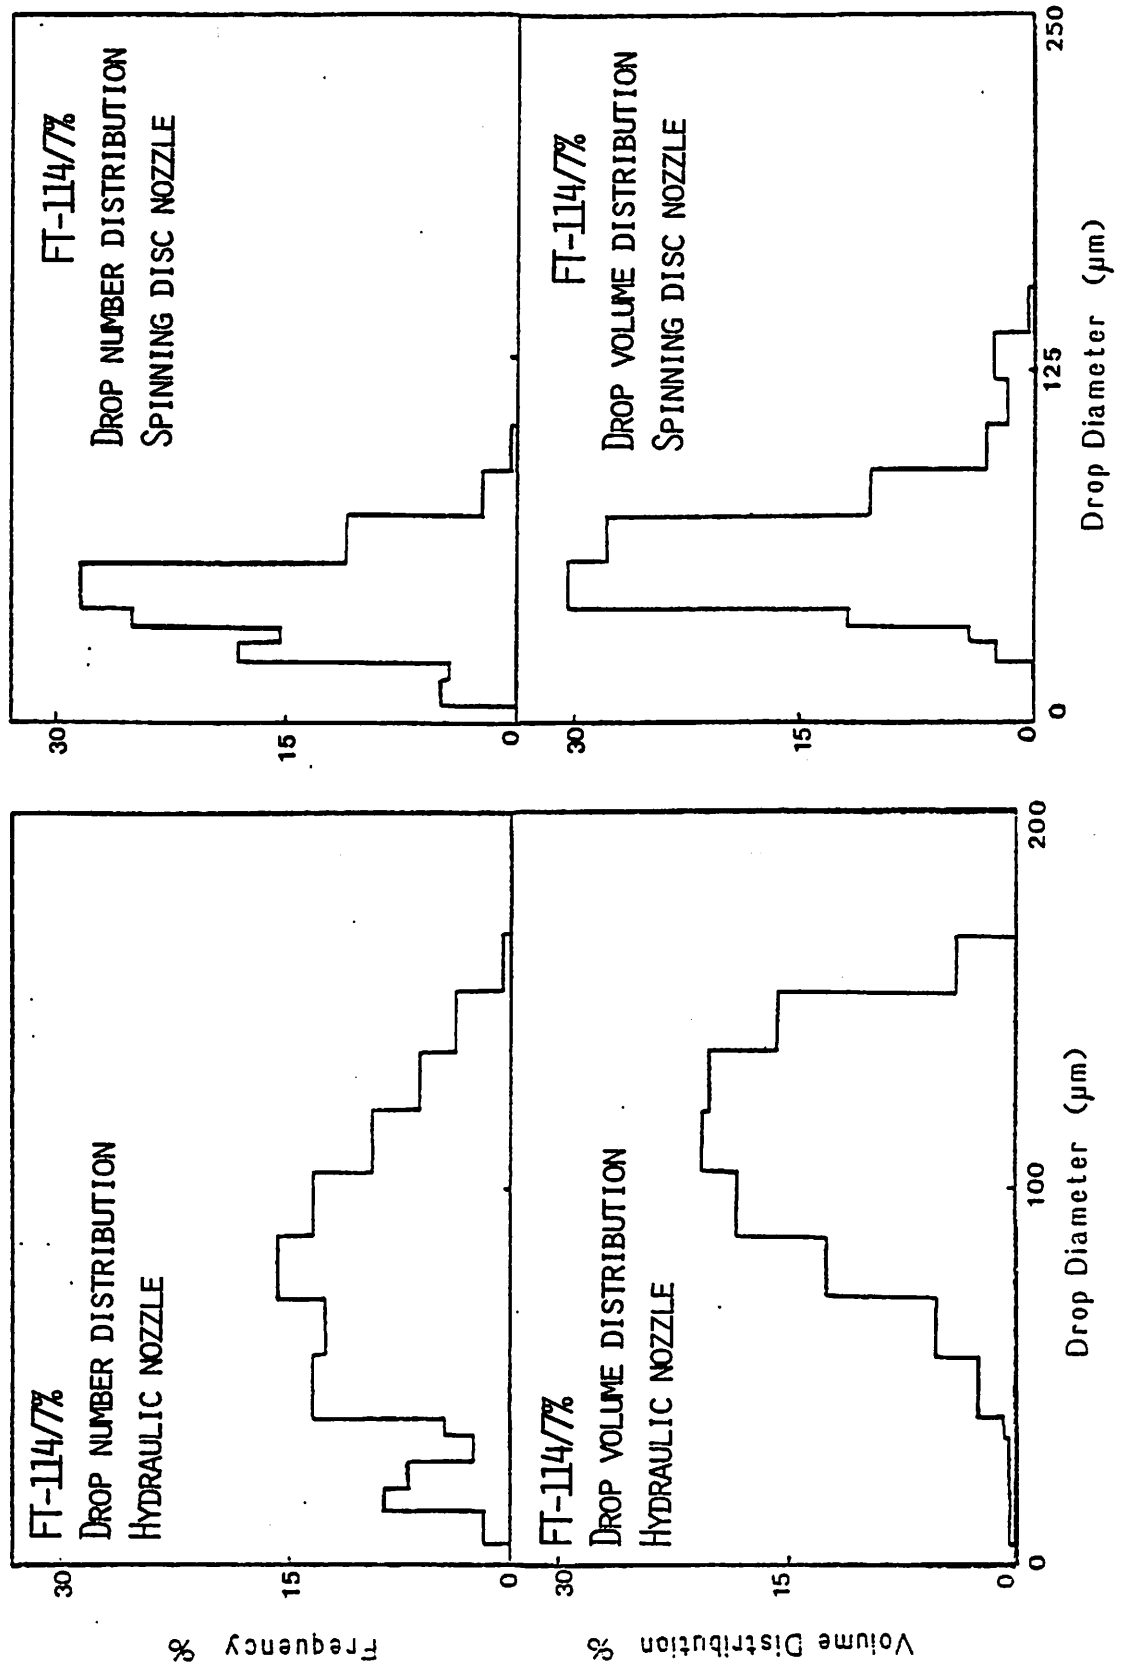 FT-114/7%
DROP NUMBER DISTRIBUTION
HYDRAULIC NOZZLE
30
15
0
Frequency %
FT-114/7%
DROP VOLUME DISTRIBUTION
HYDRAULIC NOZZLE
30
15
0
Volume Distribution %
0
100
200
Drop Diameter (µm)
FT-114/7%
DROP NUMBER DISTRIBUTION
SPINNING DISC NOZZLE
30
15
0
FT-114/7%
DROP VOLUME DISTRIBUTION
SPINNING DISC NOZZLE
30
15
0
0
125
250
Drop Diameter (µm)